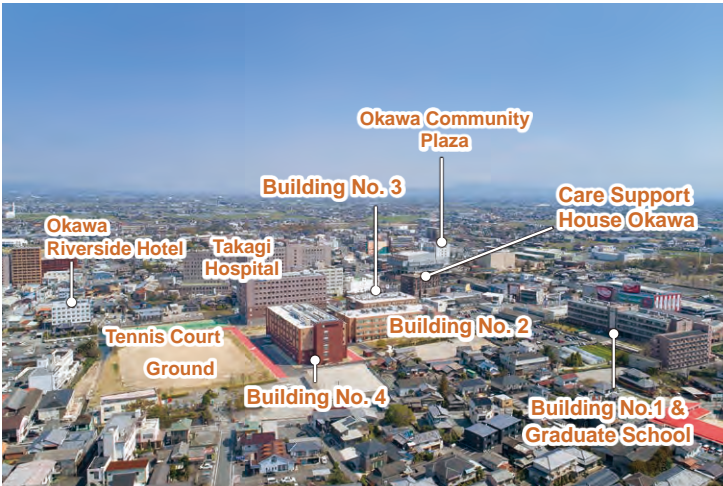 Okawa Community
Plaza
Building No. 3
Care Support
House Okawa
Okawa
Riverside Hotel
Takagi
Hospital
Tennis Court
Building No. 2
Ground
Building No. 4
Building No.1 &
Graduate School